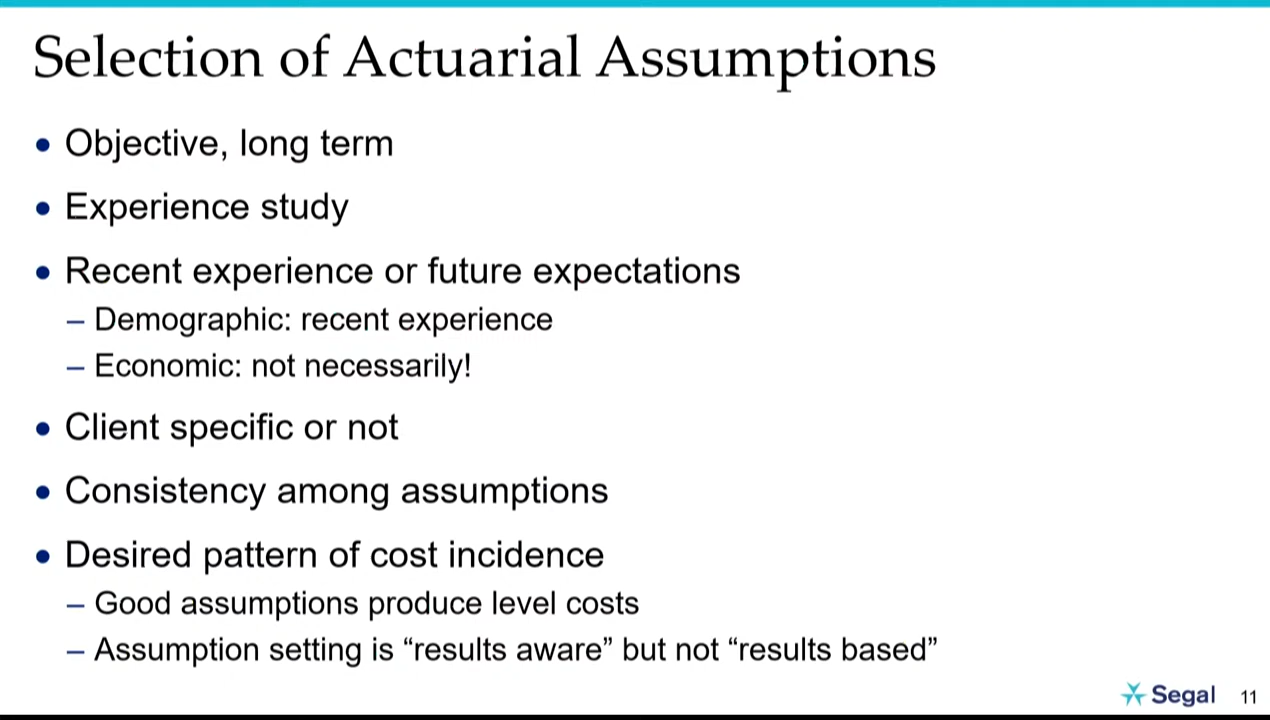 Selection of Actuarial Assumptions
• Objective, long term
• Experience study
• Recent experience or future expectations
– Demographic: recent experience
– Economic: not necessarily!
• Client specific or not
• Consistency among assumptions
• Desired pattern of cost incidence
– Good assumptions produce level costs
– Assumption setting is “results aware” but not “results based”
Segal 11